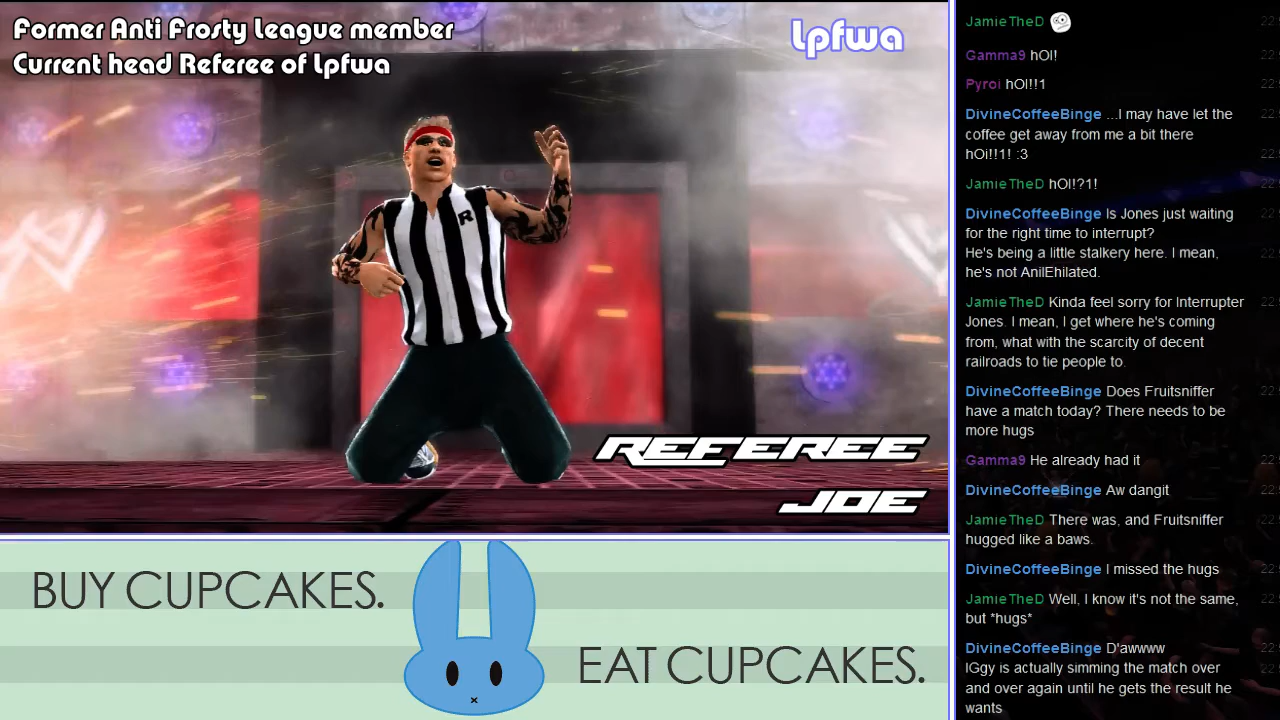 Former Anti Frosty League member
Current head Referee of Lpfwa
Lpfwa
R
REFEREE
JOE
BUY CUPCAKES.
EAT CUPCAKES.
JamieTheD
Gamma9 hOI!
Pyroi hOI!!1
DivineCoffeeBinge ...I may have let the
coffee get away from me a bit there
hOi!!1! :3
JamieTheD hOI!?1!
DivineCoffeeBinge Is Jones just waiting
for the right time to interrupt?
He's being a little stalkery here. I mean,
he's not AnilEhilated.
JamieTheD Kinda feel sorry for Interrupter
Jones. I mean, I get where he's coming
from, what with the scarcity of decent
railroads to tie people to.
DivineCoffeeBinge Does Fruitsniffer
have a match today? There needs to be
more hugs
Gamma9 He already had it
DivineCoffeeBinge Aw dangit
JamieTheD There was, and Fruitsniffer
hugged like a baws.
DivineCoffeeBinge I missed the hugs
JamieTheD Well, I know it's not the same,
but *hugs*
DivineCoffeeBinge D'awwww
IGgy is actually simming the match over
and over again until he gets the result he
wants